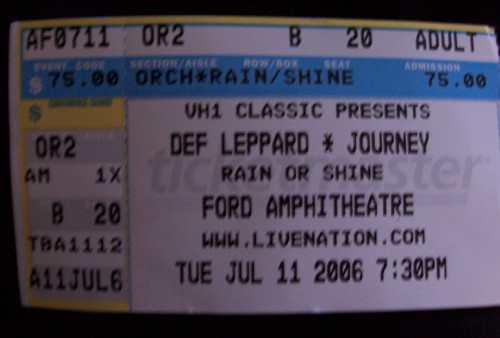 AF0711 OR2 B 20 ADULT
EVENT CODE SECTION/AISLE ROW/BOX SEAT ADMISSION
$ 75.00 ORCH*RAIN/SHINE 75.00
$
VH1 CLASSIC PRESENTS
OR2 DEF LEPPARD * JOURNEY
AM 1X RAIN OR SHINE
ticketmaster
B 20 FORD AMPHITHEATRE
TBA1112 WWW.LIVENATION.COM
A11JUL6 TUE JUL 11 2006 7:30PM